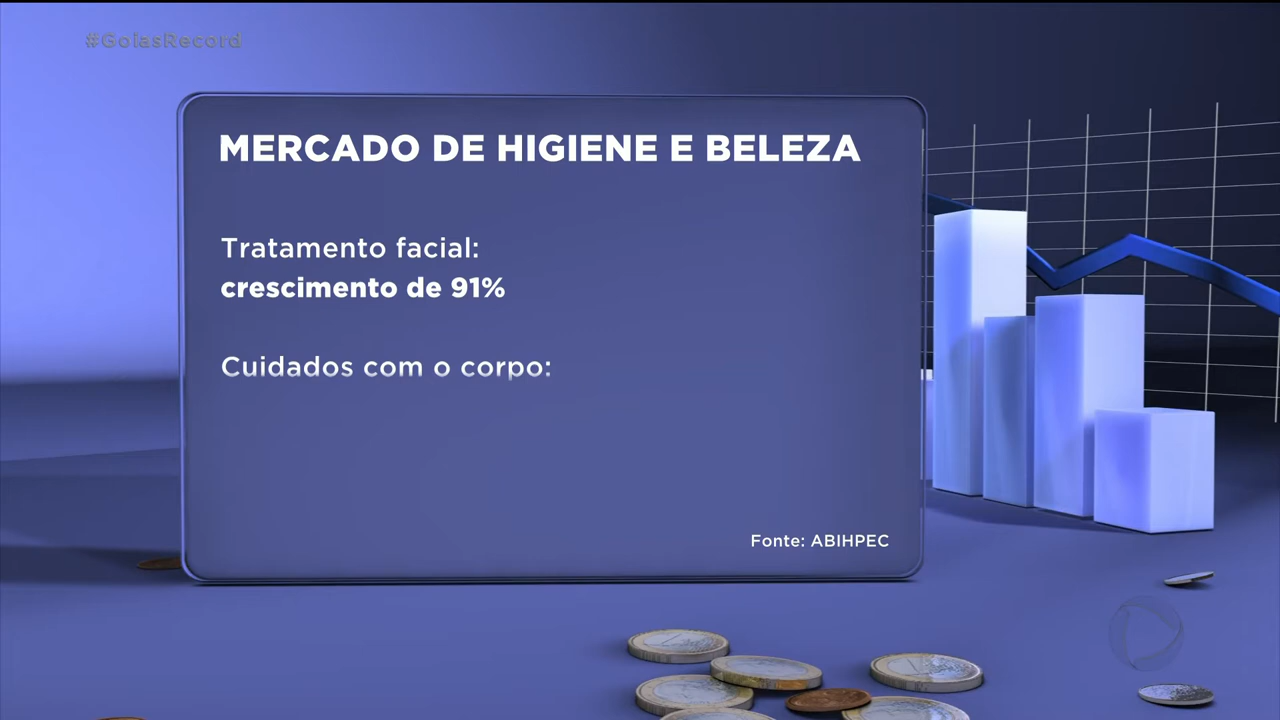 #GoiasRecord
MERCADO DE HIGIENE E BELEZA
Tratamento facial:
crescimento de 91%
Cuidados com o corpo:
Fonte: ABIHPEC